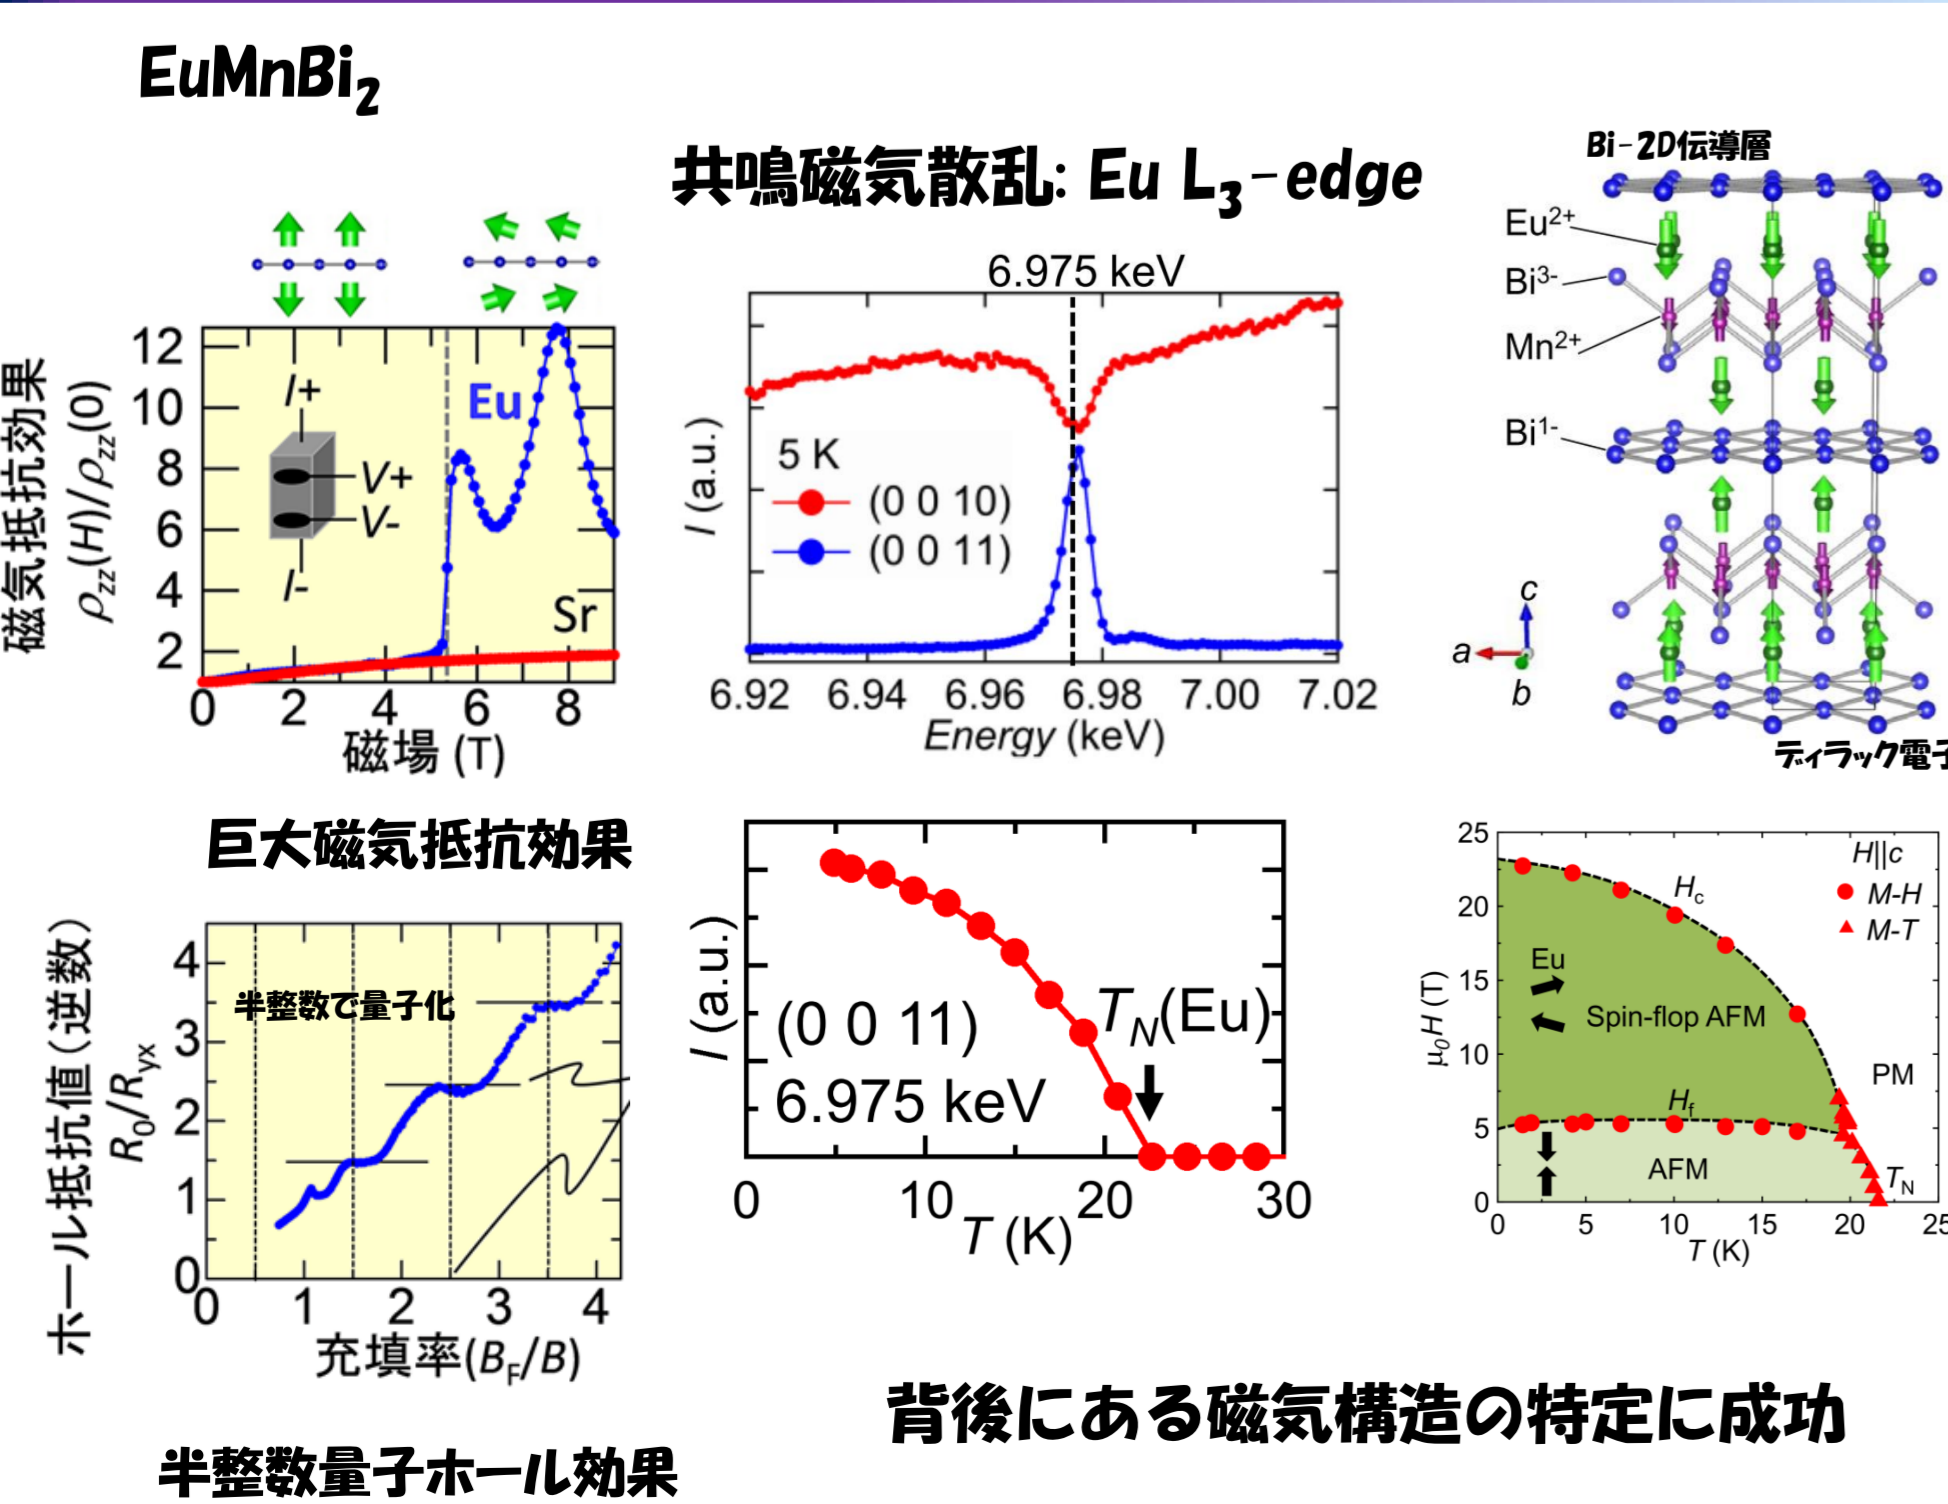 EuMnBi₂
共鳴磁気散乱: Eu L₃-edge
Bi-2D伝導層
Eu²⁺
Bi³⁻
Mn²⁺
Bi¹⁻
c
a
b
ディラック電子
磁気抵抗効果
ρzz(H)/ρzz(0)
12
10
8
6
4
2
I+
V+
V-
I-
Eu
Sr
0 2 4 6 8
磁場 (T)
巨大磁気抵抗効果
6.975 keV
I (a.u.)
5 K
(0 0 10)
(0 0 11)
6.92 6.94 6.96 6.98 7.00 7.02
Energy (keV)
ホール抵抗値（逆数）
R₀/Ryx
4
3
2
1
0
半整数で量子化
0 1 2 3 4
充填率(B_F/B)
半整数量子ホール効果
I (a.u.)
(0 0 11)
6.975 keV
T_N(Eu)
0 10 20 30
T (K)
μ₀H (T)
25
20
15
10
5
0
H||c
M-H
M-T
Hc
Eu
Spin-flop AFM
PM
Hf
AFM
T_N
0 5 10 15 20 25
T (K)
背後にある磁気構造の特定に成功